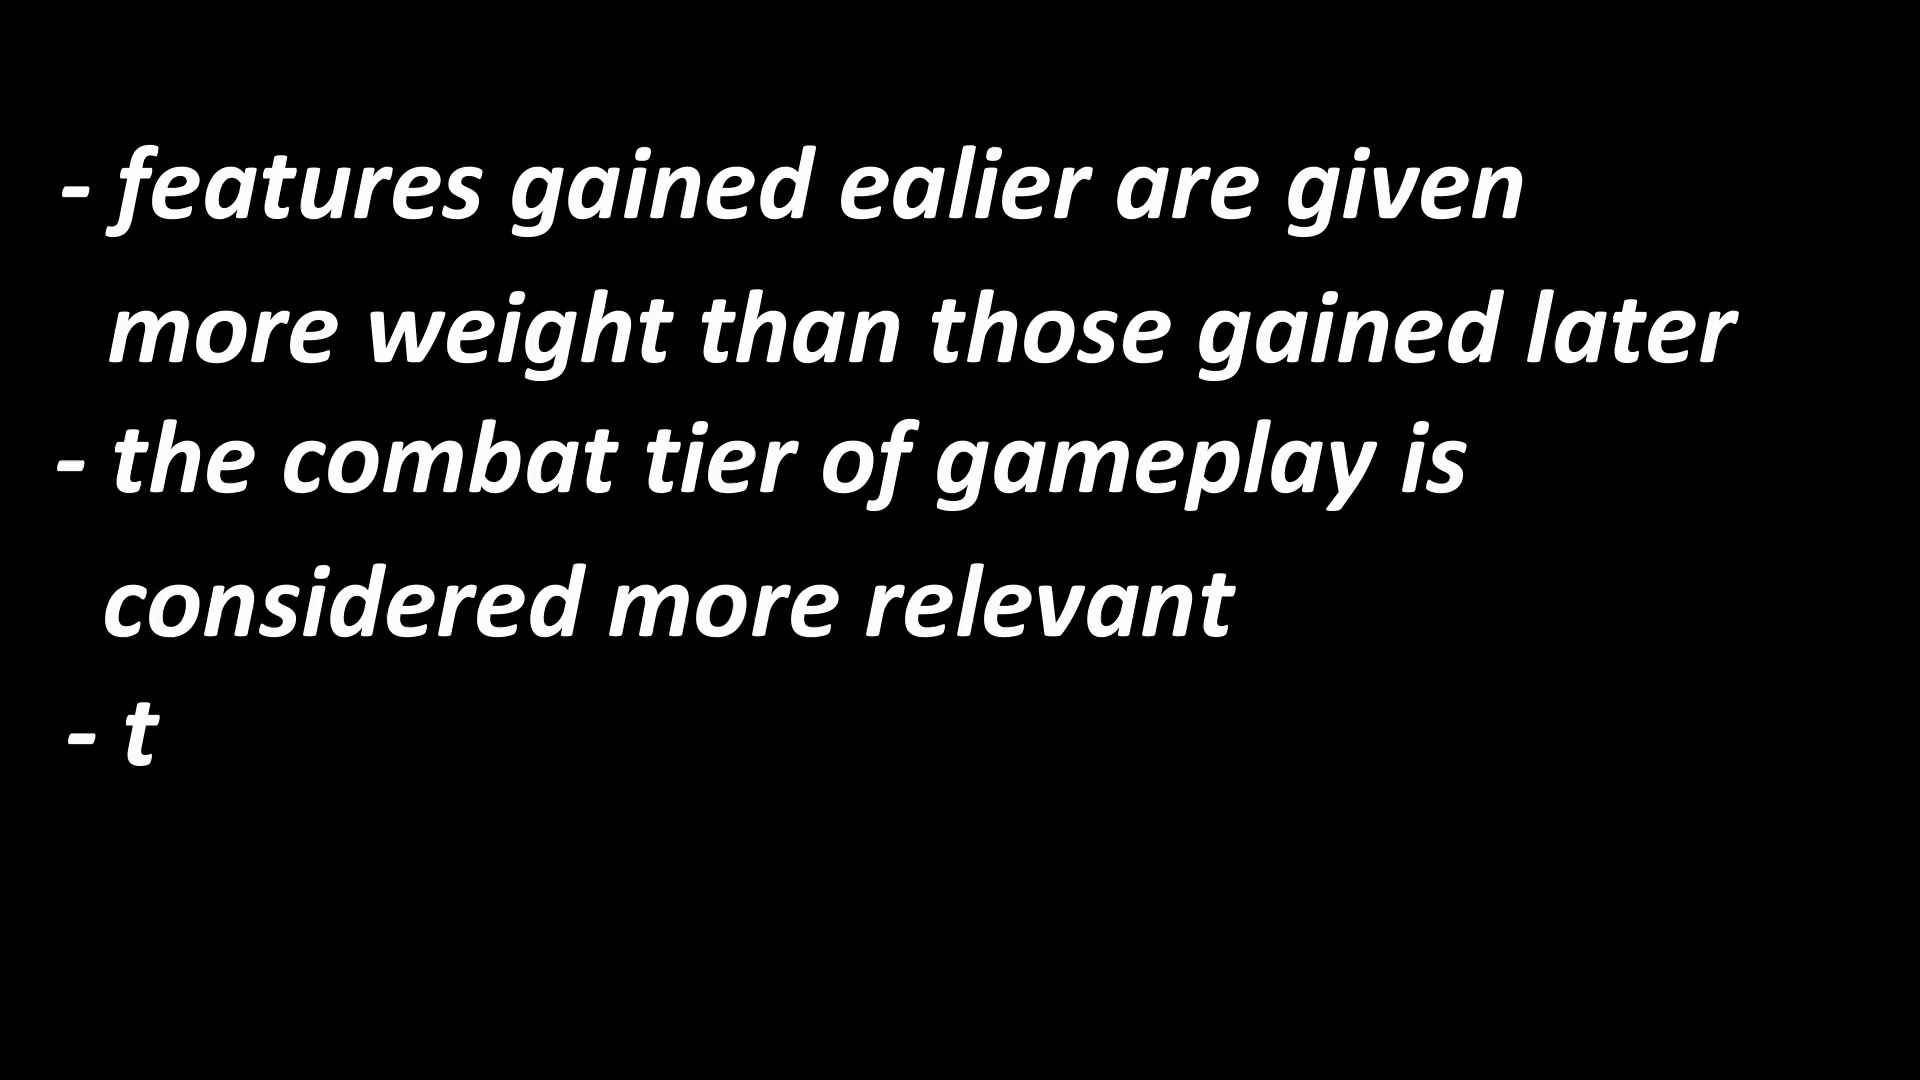 - features gained ealier are given
more weight than those gained later
- the combat tier of gameplay is
considered more relevant
- t